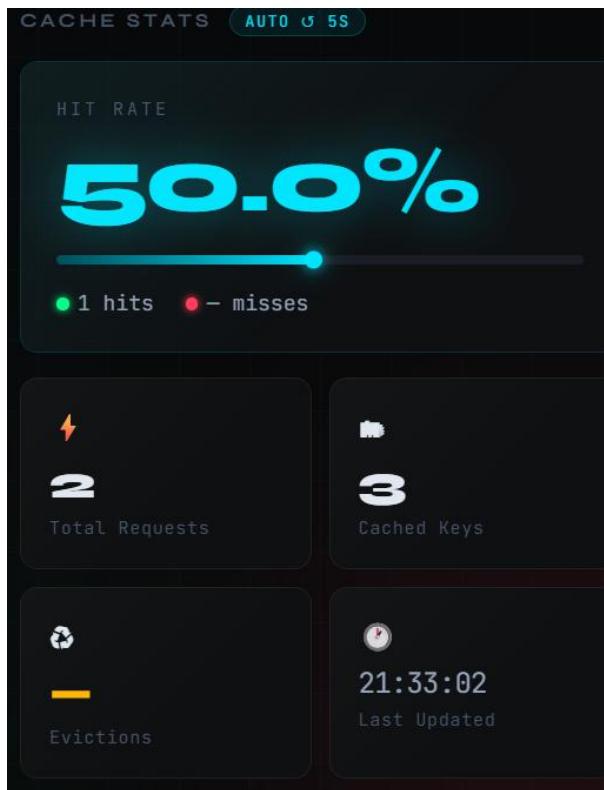 CACHE STATS AUTO ↺ 5S
HIT RATE
50.0%
1 hits — misses
2
Total Requests
3
Cached Keys
—
Evictions
21:33:02
Last Updated